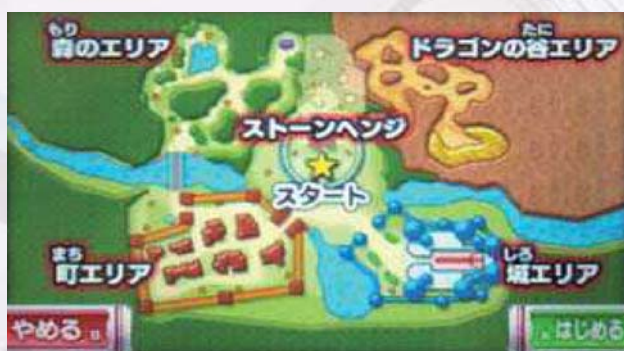 もり
森のエリア
たに
ドラゴンの谷エリア
ストーンヘンジ
スタート
まち
町エリア
しろ
城エリア
やめる B
A はじめる